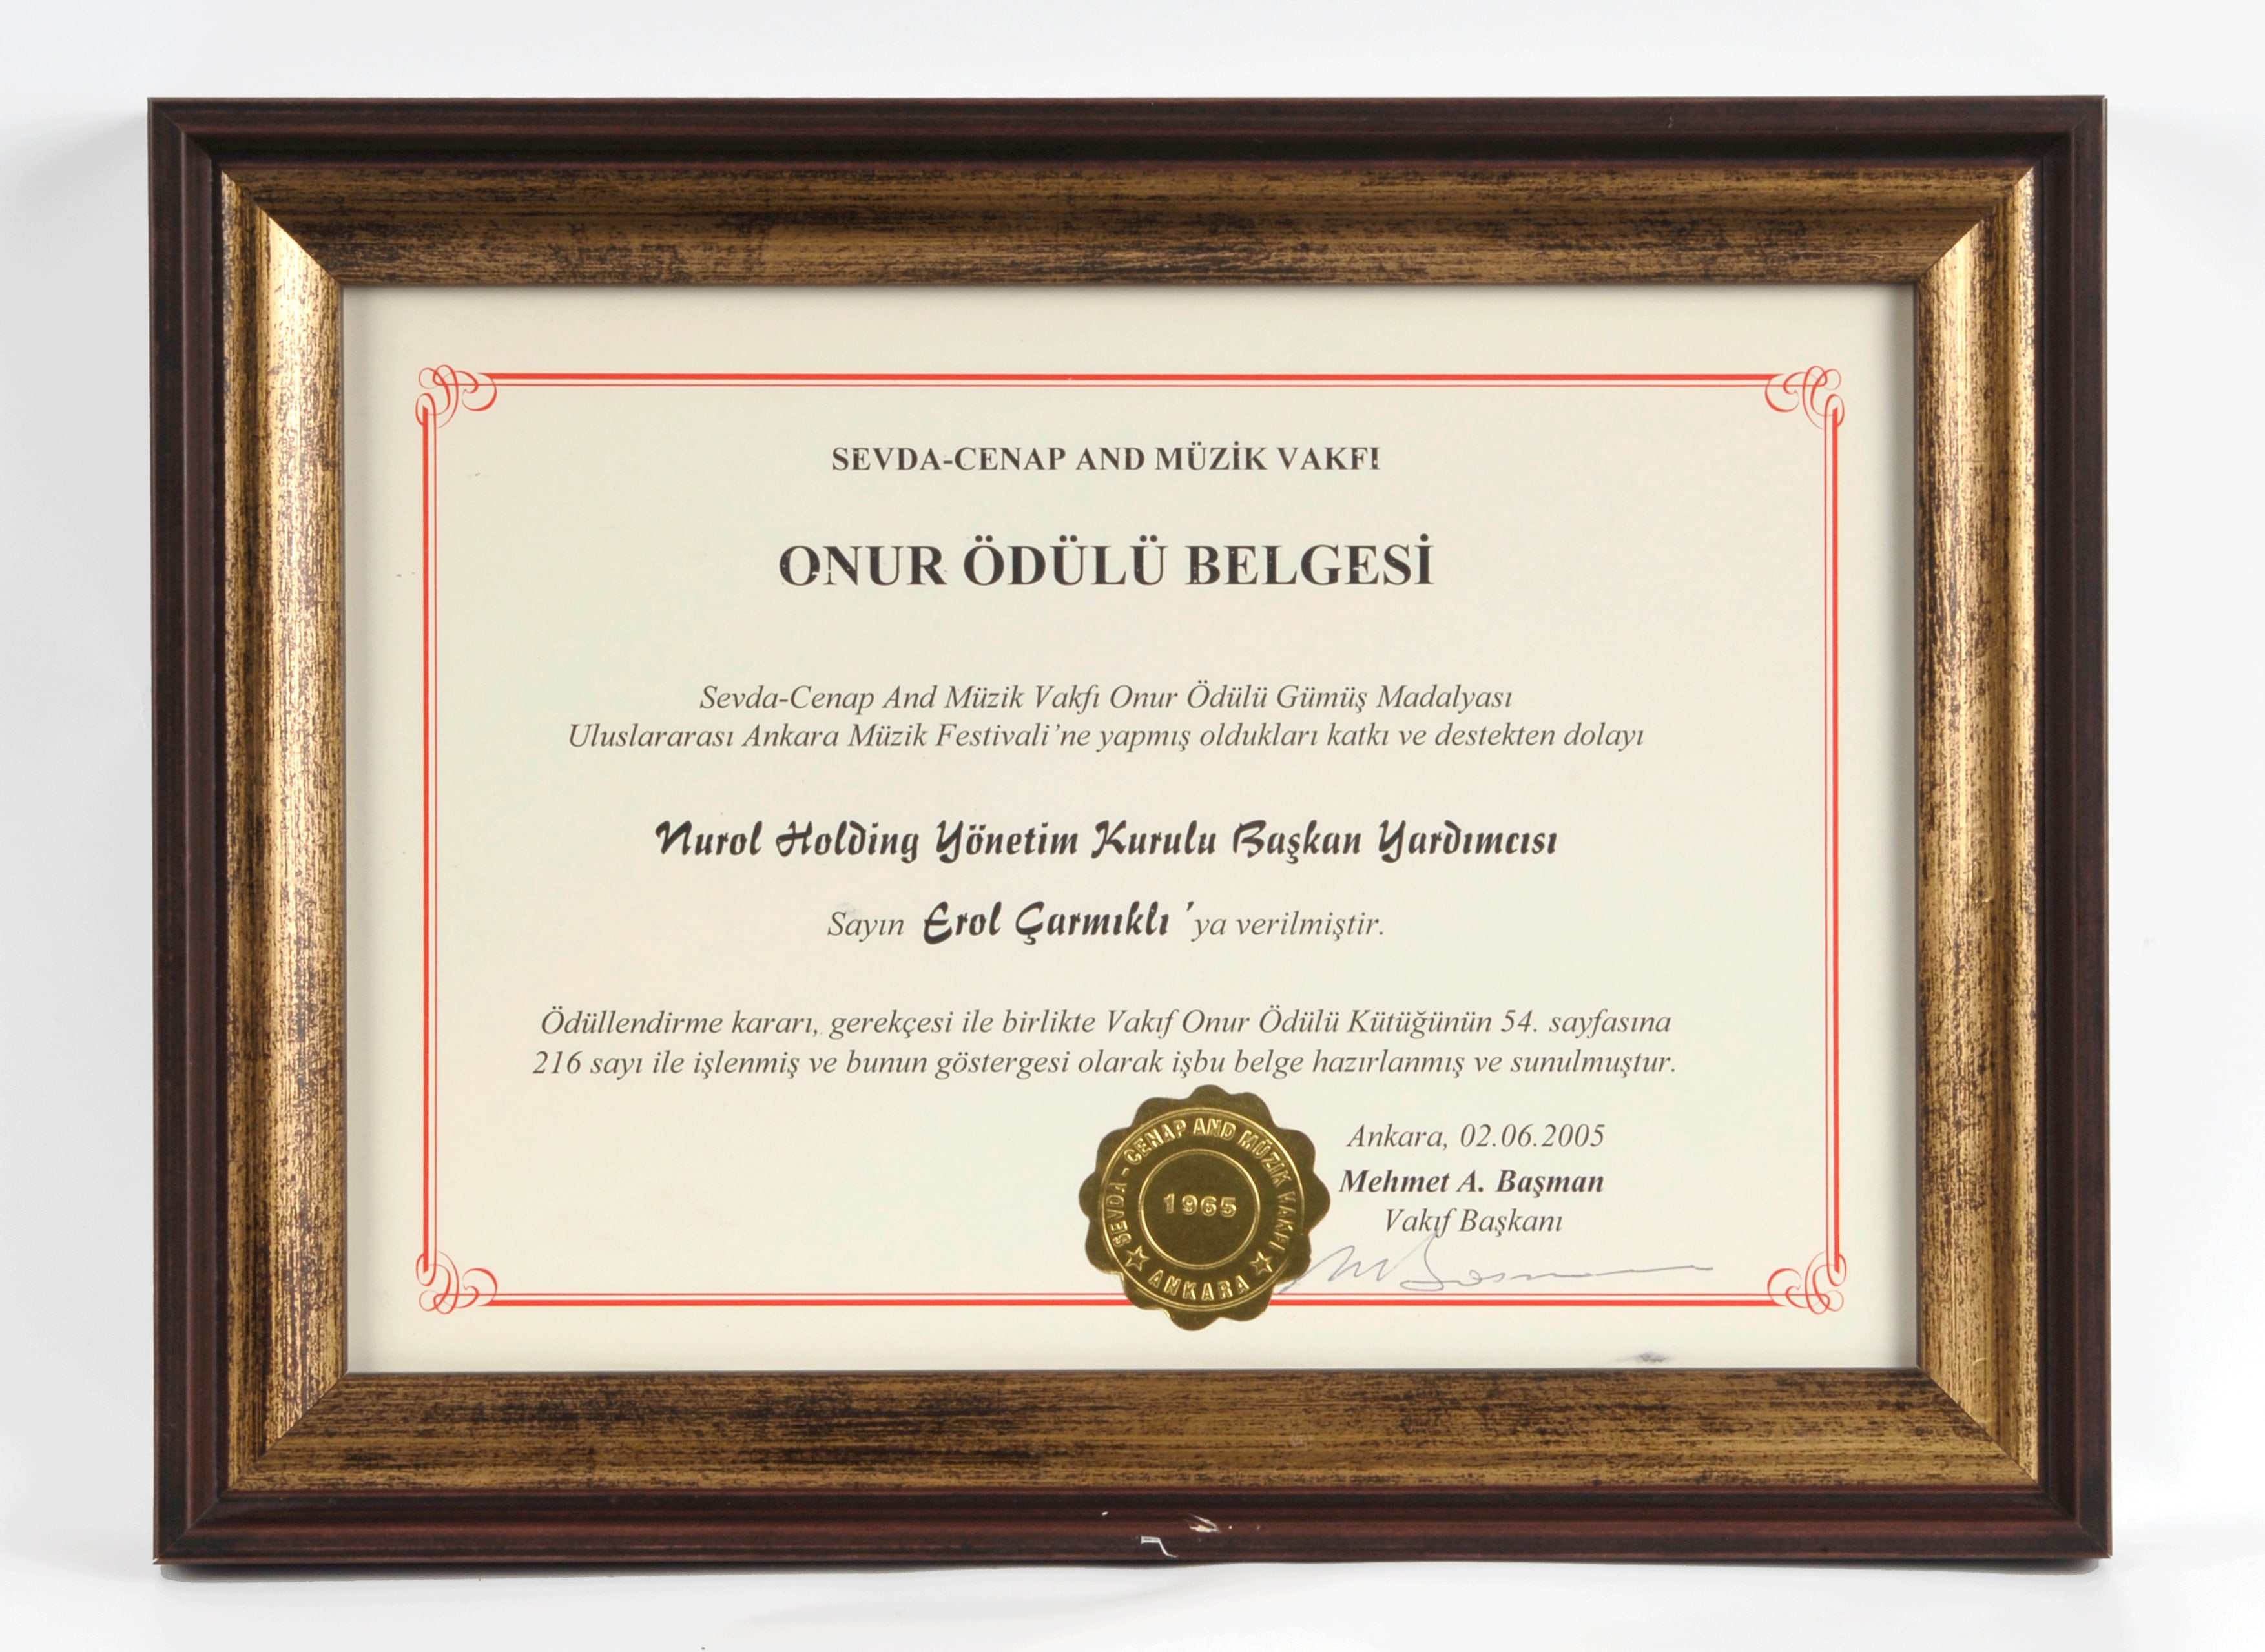 SEVDA-CENAP AND MÜZİK VAKFI
ONUR ÖDÜLÜ BELGESİ
Sevda-Cenap And Müzik Vakfı Onur Ödülü Gümüş Madalyası
Uluslararası Ankara Müzik Festivali'ne yapmış oldukları katkı ve destekten dolayı
Nurol Holding Yönetim Kurulu Başkan Yardımcısı
Sayın Erol Çarmıklı 'ya verilmiştir.
Ödüllendirme kararı, gerekçesi ile birlikte Vakıf Onur Ödülü Kütüğünün 54. sayfasına
216 sayı ile işlenmiş ve bunun göstergesi olarak işbu belge hazırlanmış ve sunulmuştur.
Ankara, 02.06.2005
Mehmet A. Başman
Vakıf Başkanı
SEVDA - CENAP AND MÜZİK VAKFI
1965
ANKARA